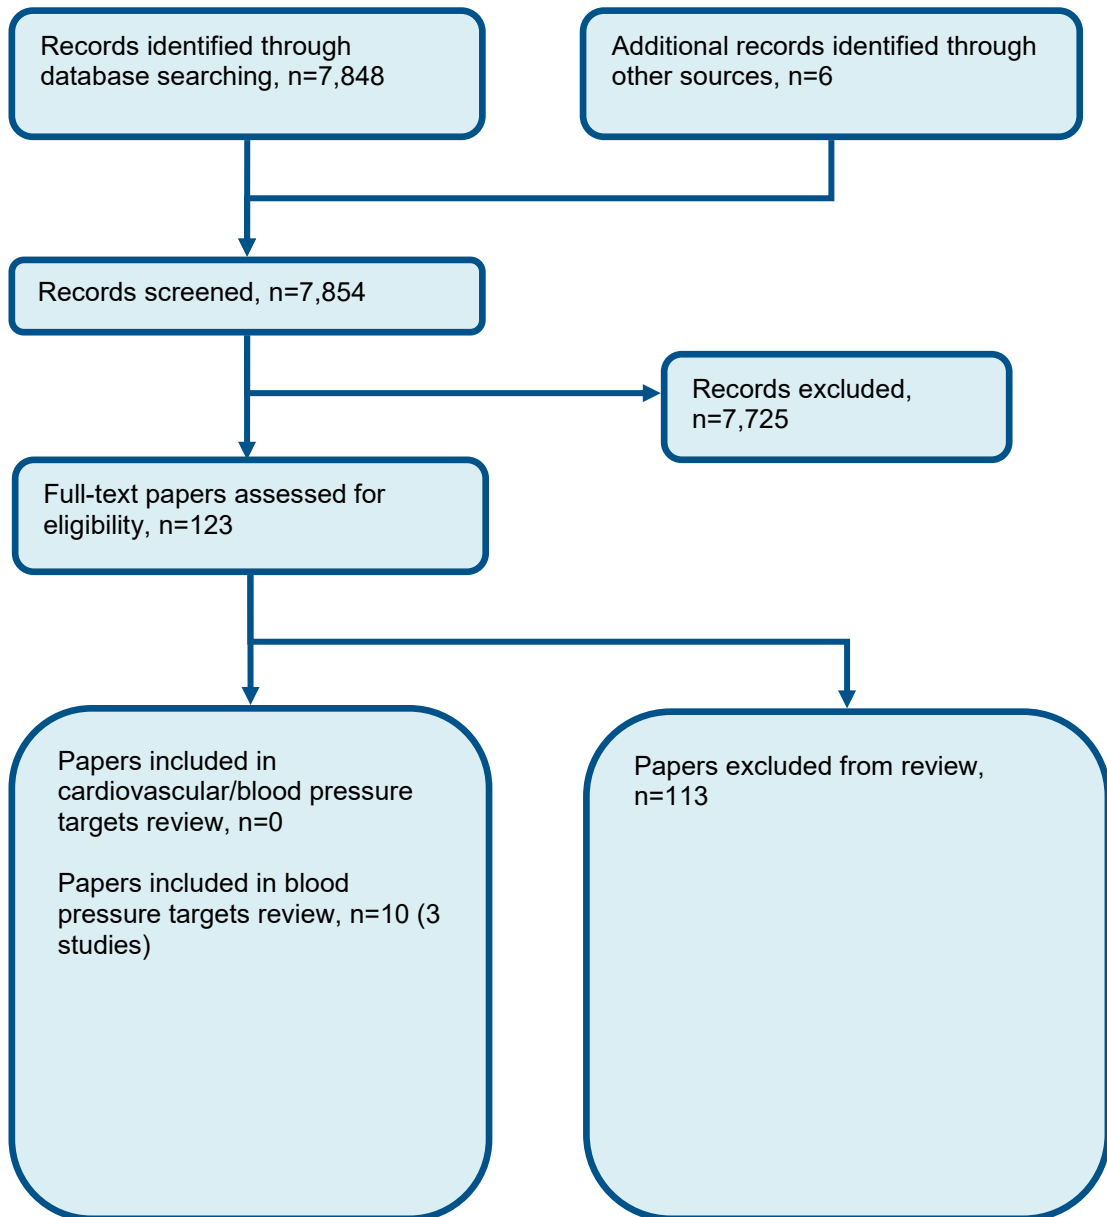 Records identified through
database searching, n=7,848
Additional records identified through
other sources, n=6
Records screened, n=7,854
Records excluded,
n=7,725
Full-text papers assessed for
eligibility, n=123
Papers included in
cardiovascular/blood pressure
targets review, n=0
Papers included in blood
pressure targets review, n=10 (3
studies)
Papers excluded from review,
n=113